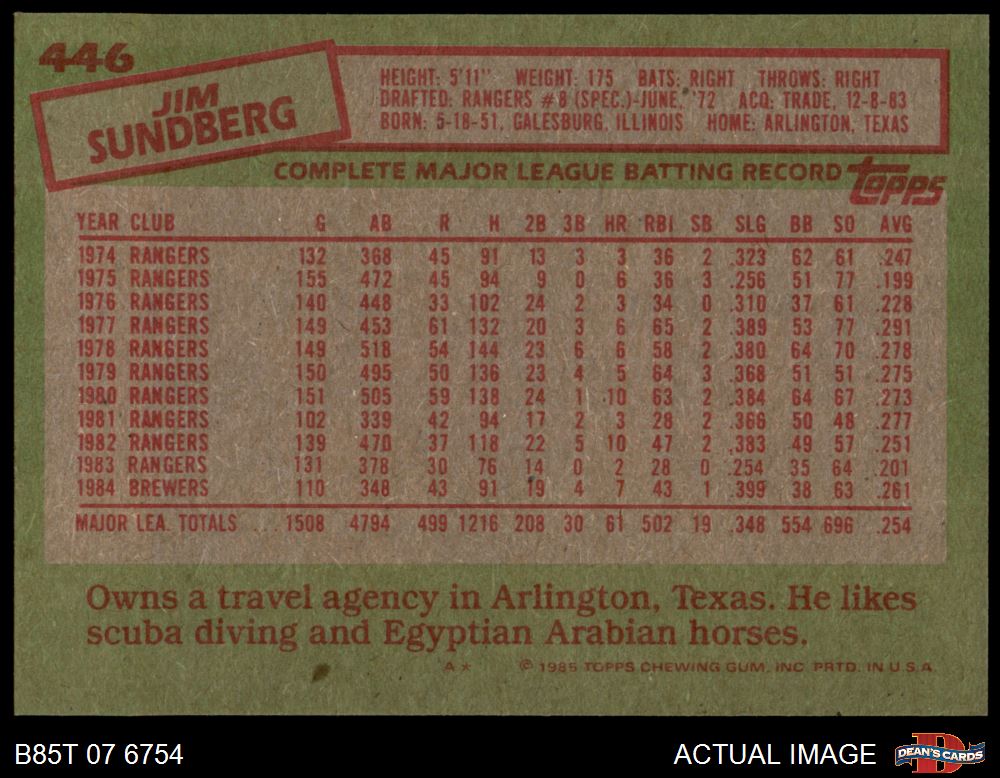 446
JIM
SUNDBERG
HEIGHT: 5'11" WEIGHT: 175 BATS: RIGHT THROWS: RIGHT
DRAFTED: RANGERS #8 (SPEC.)-JUNE, '72 ACQ: TRADE, 12-8-83
BORN: 5-18-51, GALESBURG, ILLINOIS HOME: ARLINGTON, TEXAS
COMPLETE MAJOR LEAGUE BATTING RECORD topps
YEAR CLUB G AB R H 2B 3B HR RBI SB SLG BB SO AVG
1974 RANGERS 132 368 45 91 13 3 3 36 2 .323 62 61 .247
1975 RANGERS 155 472 45 94 9 0 6 36 3 .256 51 77 .199
1976 RANGERS 140 448 33 102 24 2 3 34 0 .310 37 61 .228
1977 RANGERS 149 453 61 132 20 3 6 65 2 .389 53 77 .291
1978 RANGERS 149 518 54 144 23 6 6 58 2 .380 64 70 .278
1979 RANGERS 150 495 50 136 23 4 5 64 3 .368 51 51 .275
1980 RANGERS 151 505 59 138 24 1 10 63 2 .384 64 67 .273
1981 RANGERS 102 339 42 94 17 2 3 28 2 .366 50 48 .277
1982 RANGERS 139 470 37 118 22 5 10 47 2 .383 49 57 .251
1983 RANGERS 131 378 30 76 14 0 2 28 0 .254 35 64 .201
1984 BREWERS 110 348 43 91 19 4 7 43 1 .399 38 63 .261
MAJOR LEA. TOTALS ... 1508 4794 499 1216 208 30 61 502 19 .348 554 696 .254
Owns a travel agency in Arlington, Texas. He likes
scuba diving and Egyptian Arabian horses.
A* © 1985 TOPPS CHEWING GUM, INC. PRTD. IN U.S.A.
B85T 07 6754 ACTUAL IMAGE D DEAN'S CARDS